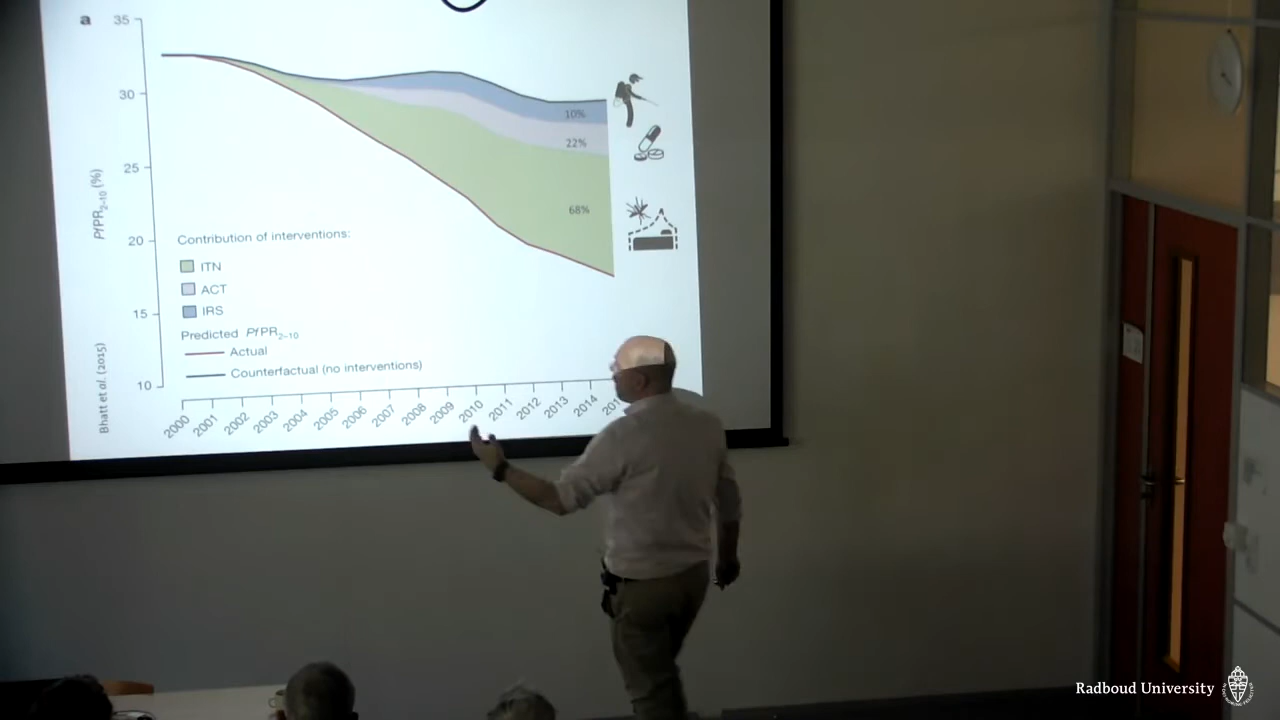 a
35
30
25
20
15
10
PfPR2–10 (%)
10%
22%
68%
Contribution of interventions:
ITN
ACT
IRS
Predicted PfPR2–10
Actual
Counterfactual (no interventions)
Bhatt et al. (2015)
2000 2001 2002 2003 2004 2005 2006 2007 2008 2009 2010 2011 2012 2013 2014
Radboud University